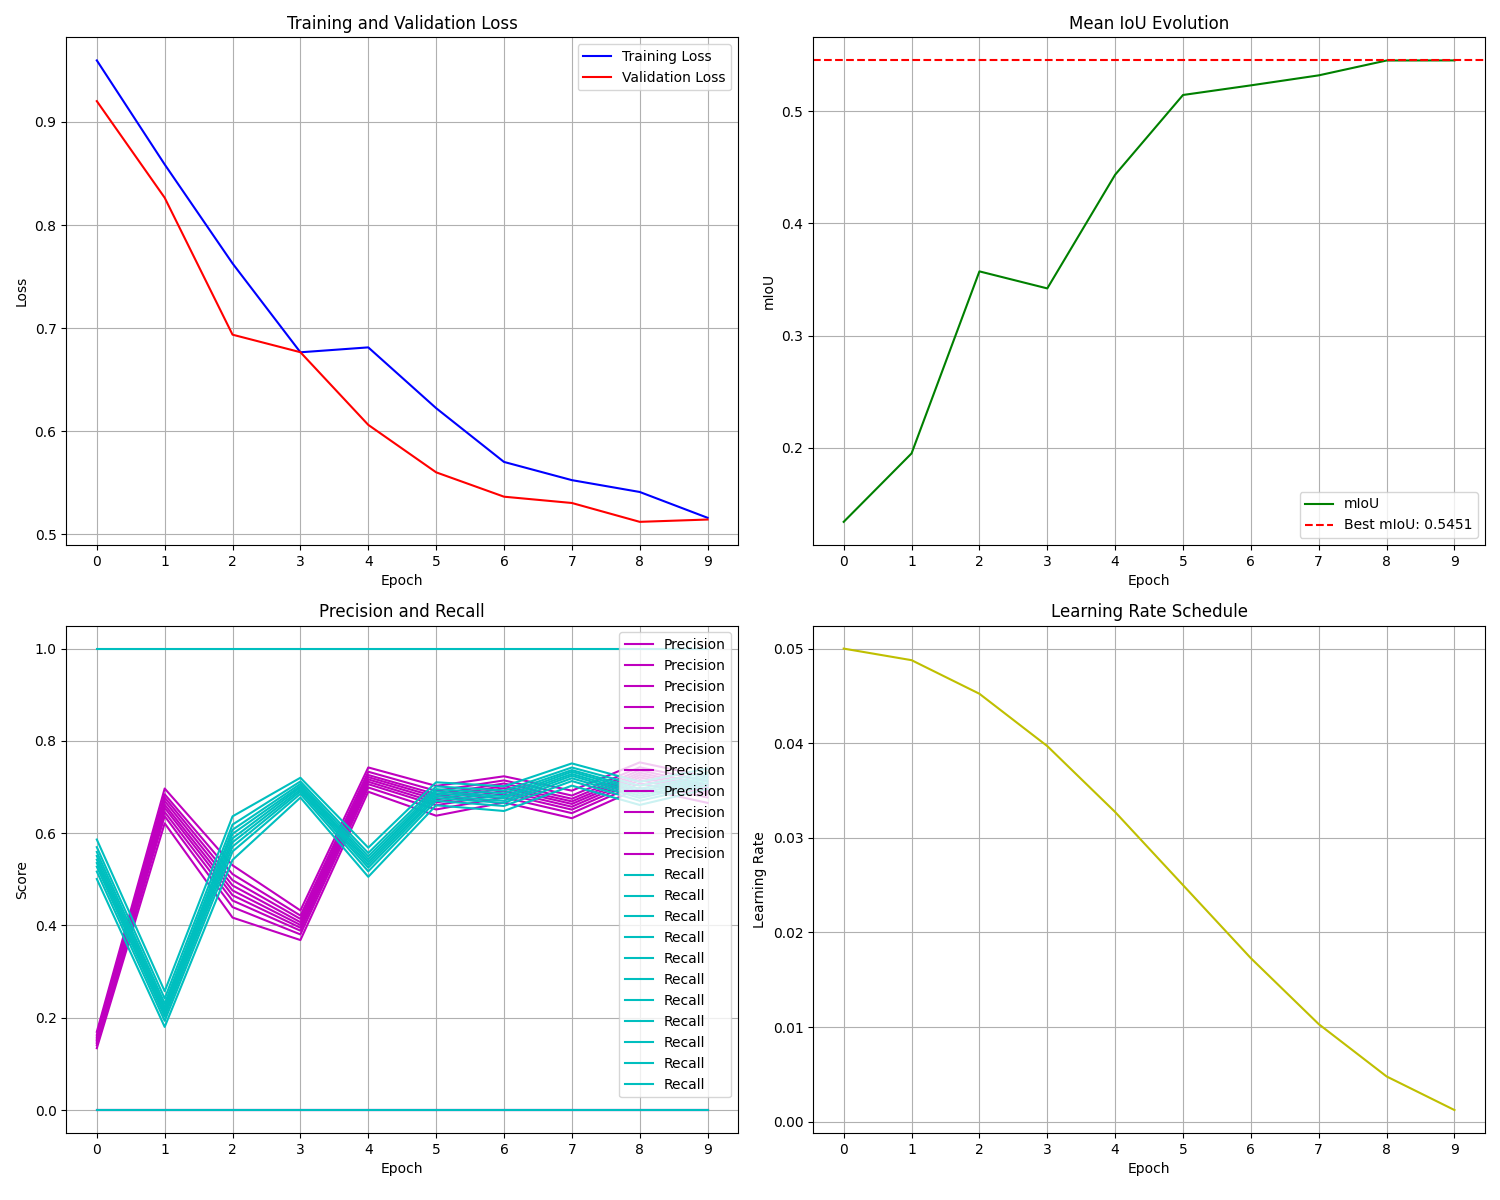 Training and Validation Loss
Training Loss
Validation Loss
0.9
0.8
0.7
0.6
0.5
Loss
0 1 2 3 4 5 6 7 8 9
Epoch
Mean IoU Evolution
0.5
0.4
0.3
0.2
mIoU
mIoU
Best mIoU: 0.5451
0 1 2 3 4 5 6 7 8 9
Epoch
Precision and Recall
1.0
0.8
0.6
0.4
0.2
0.0
Score
Precision
Precision
Precision
Precision
Precision
Precision
Precision
Precision
Precision
Precision
Precision
Recall
Recall
Recall
Recall
Recall
Recall
Recall
Recall
Recall
Recall
Recall
0 1 2 3 4 5 6 7 8 9
Epoch
Learning Rate Schedule
0.05
0.04
0.03
0.02
0.01
0.00
Learning Rate
0 1 2 3 4 5 6 7 8 9
Epoch